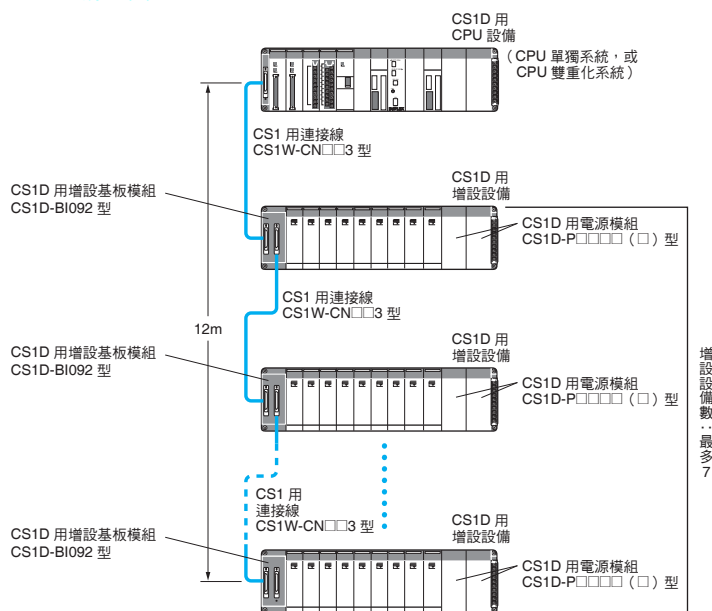 CS1D 用
CPU 設備
（CPU 單獨系統，或
CPU 雙重化系統）
CS1 用連接線
CS1W-CN□□3 型
CS1D 用增設基板模組
CS1D-BI092 型
CS1D 用
增設設備
CS1D 用電源模組
CS1D-P□□□□（□）型
CS1 用連接線
CS1W-CN□□3 型
12m
CS1D 用增設基板模組
CS1D-BI092 型
CS1D 用
增設設備
CS1D 用電源模組
CS1D-P□□□□（□）型
增設設備數：最多7
CS1 用
連接線
CS1W-CN□□3 型
CS1D 用增設基板模組
CS1D-BI092 型
CS1D 用
增設設備
CS1D 用電源模組
CS1D-P□□□□（□）型